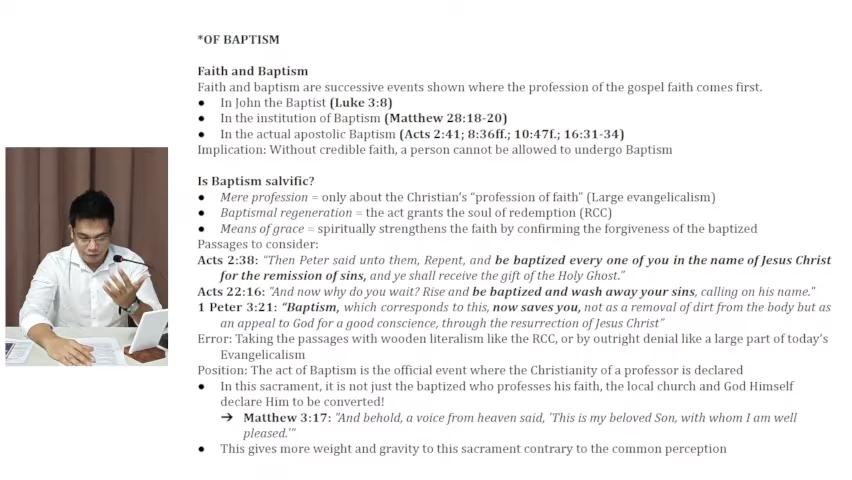 *OF BAPTISM
Faith and Baptism
Faith and baptism are successive events shown where the profession of the gospel faith comes first.
● In John the Baptist (Luke 3:8)
● In the institution of Baptism (Matthew 28:18-20)
● In the actual apostolic Baptism (Acts 2:41; 8:36ff.; 10:47f.; 16:31-34)
Implication: Without credible faith, a person cannot be allowed to undergo Baptism
Is Baptism salvific?
● Mere profession = only about the Christian's “profession of faith” (Large evangelicalism)
● Baptismal regeneration = the act grants the soul of redemption (RCC)
● Means of grace = spiritually strengthens the faith by confirming the forgiveness of the baptized
Passages to consider:
Acts 2:38: “Then Peter said unto them, Repent, and be baptized every one of you in the name of Jesus Christ
for the remission of sins, and ye shall receive the gift of the Holy Ghost.”
Acts 22:16: "And now why do you wait? Rise and be baptized and wash away your sins, calling on his name."
1 Peter 3:21: “Baptism, which corresponds to this, now saves you, not as a removal of dirt from the body but as
an appeal to God for a good conscience, through the resurrection of Jesus Christ”
Error: Taking the passages with wooden literalism like the RCC, or by outright denial like a large part of today's
Evangelicalism
Position: The act of Baptism is the official event where the Christianity of a professor is declared
● In this sacrament, it is not just the baptized who professes his faith, the local church and God Himself
declare Him to be converted!
➔ Matthew 3:17: "And behold, a voice from heaven said, 'This is my beloved Son, with whom I am well
pleased.'"
● This gives more weight and gravity to this sacrament contrary to the common perception